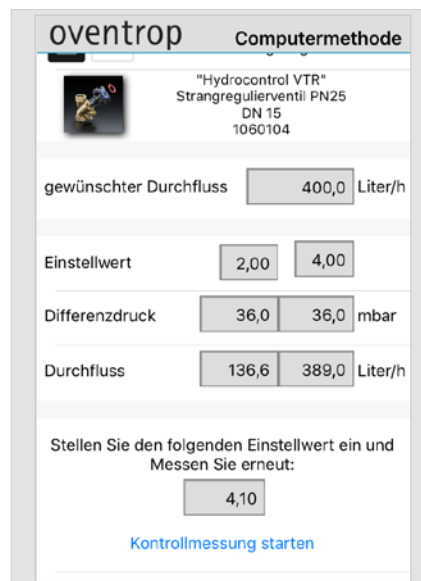 oventrop Computermethode
"Hydrocontrol VTR"
Strangregulierventil PN25
DN 15
1060104
gewünschter Durchfluss 400,0 Liter/h
Einstellwert 2,00 4,00
Differenzdruck 36,0 36,0 mbar
Durchfluss 136,6 389,0 Liter/h
Stellen Sie den folgenden Einstellwert ein und
Messen Sie erneut:
4,10
Kontrollmessung starten